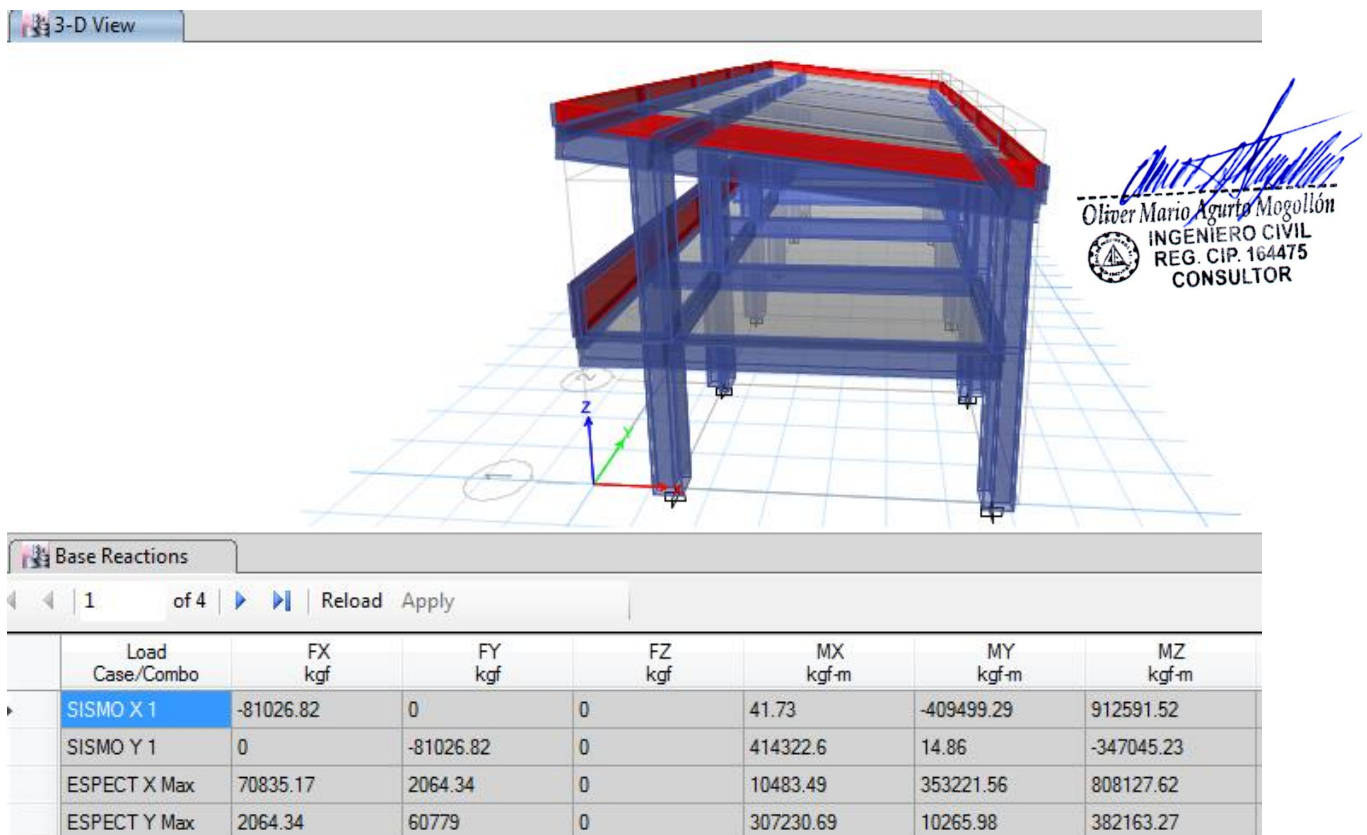 3-D View
Oliver Mario Agurto Mogollón
INGENIERO CIVIL
REG. CIP. 164475
CONSULTOR
Z
Y
X
2
1
Base Reactions
1 of 4 Reload Apply
Load Case/Combo FX kgf FY kgf FZ kgf MX kgf-m MY kgf-m MZ kgf-m
SISMO X 1 -81026.82 0 0 41.73 -409499.29 912591.52
SISMO Y 1 0 -81026.82 0 414322.6 14.86 -347045.23
ESPECT X Max 70835.17 2064.34 0 10483.49 353221.56 808127.62
ESPECT Y Max 2064.34 60779 0 307230.69 10265.98 382163.27